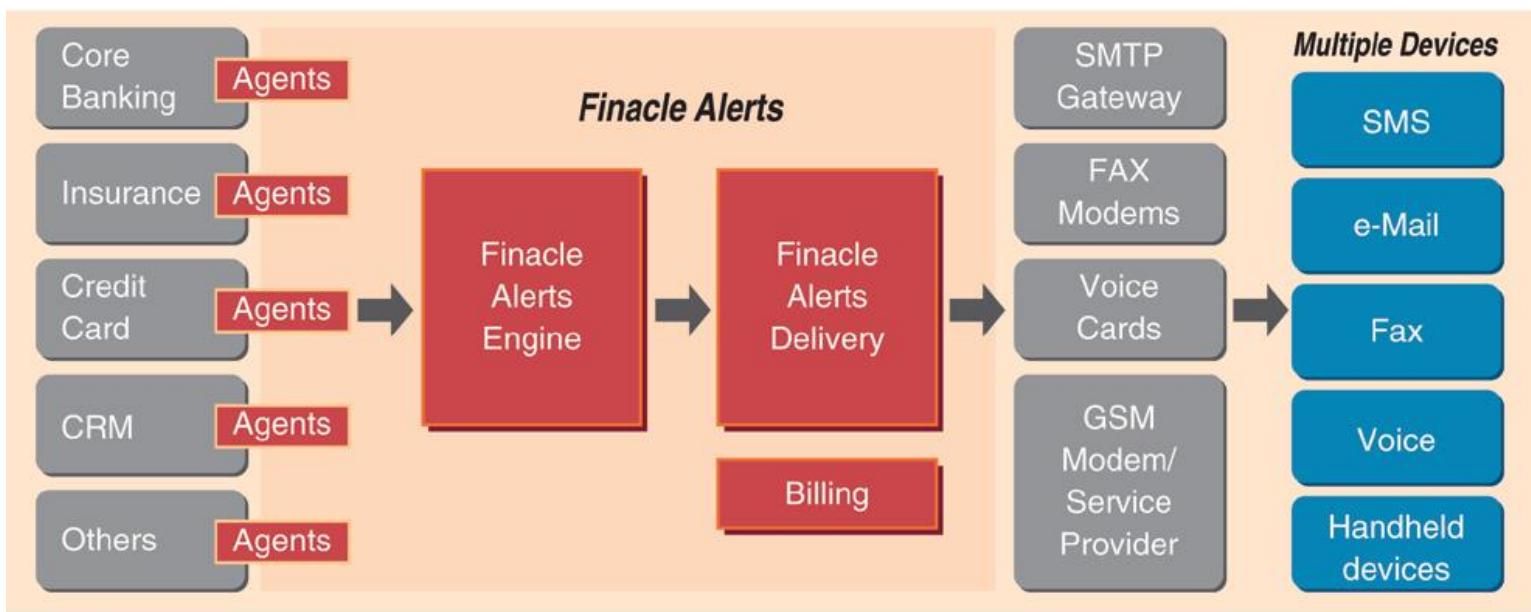 Core
Banking
Agents
Insurance
Agents
Credit
Card
Agents
CRM
Agents
Others
Agents
Finacle Alerts
Finacle
Alerts
Engine
Finacle
Alerts
Delivery
Billing
SMTP
Gateway
FAX
Modems
Voice
Cards
GSM
Modem/
Service
Provider
Multiple Devices
SMS
e-Mail
Fax
Voice
Handheld
devices